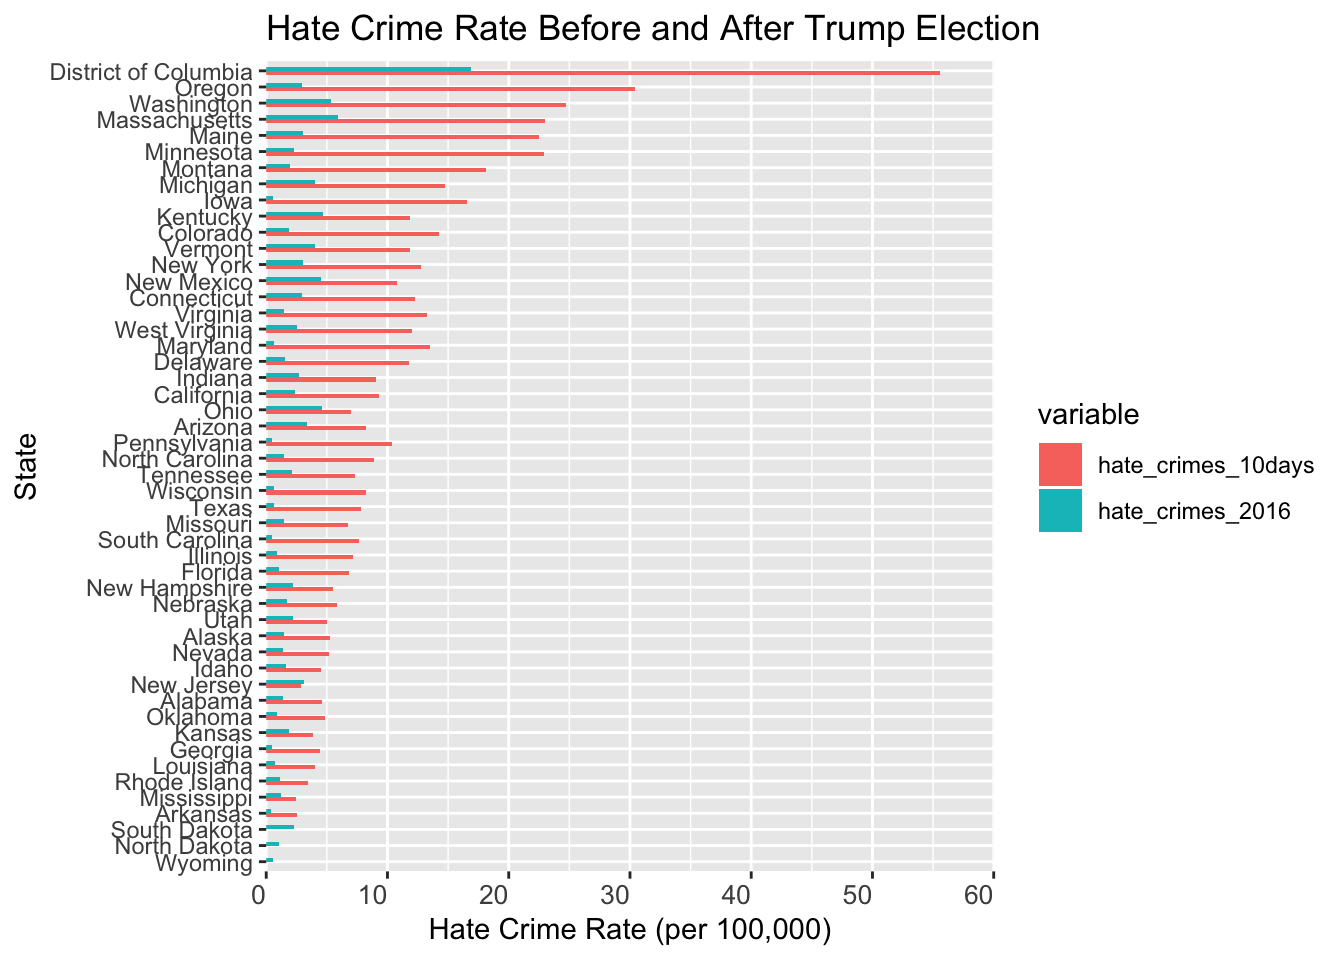 Hate Crime Rate Before and After Trump Election
District of Columbia
Oregon
Washington
Massachusetts
Maine
Minnesota
Montana
Michigan
Iowa
Kentucky
Colorado
Vermont
New York
New Mexico
Connecticut
Virginia
West Virginia
Maryland
Delaware
Indiana
California
Ohio
Arizona
Pennsylvania
North Carolina
Tennessee
Wisconsin
Texas
Missouri
South Carolina
Illinois
Florida
New Hampshire
Nebraska
Utah
Alaska
Nevada
Idaho
New Jersey
Alabama
Oklahoma
Kansas
Georgia
Louisiana
Rhode Island
Mississippi
Arkansas
South Dakota
North Dakota
Wyoming
State
0 10 20 30 40 50 60
Hate Crime Rate (per 100,000)
variable
hate_crimes_10days
hate_crimes_2016